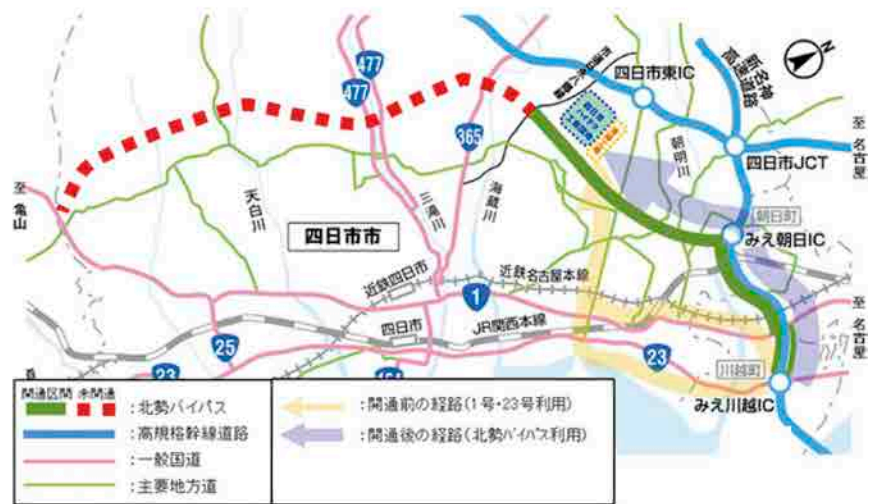 477
477
365
1
25
23
23
N
四日市東IC
新名神
高速道路
至 名古屋
朝明川
四日市JCT
朝日町
みえ朝日IC
至 亀山
天白川
三滝川
海蔵川
四日市市
近鉄四日市
近鉄名古屋本線
四日市
JR関西本線
至 名古屋
川越町
みえ川越IC
開通区間 未開通
:北勢バイパス
:高規格幹線道路
:一般国道
:主要地方道
:開通前の経路(1号・23号利用)
:開通後の経路(北勢バイパス利用)